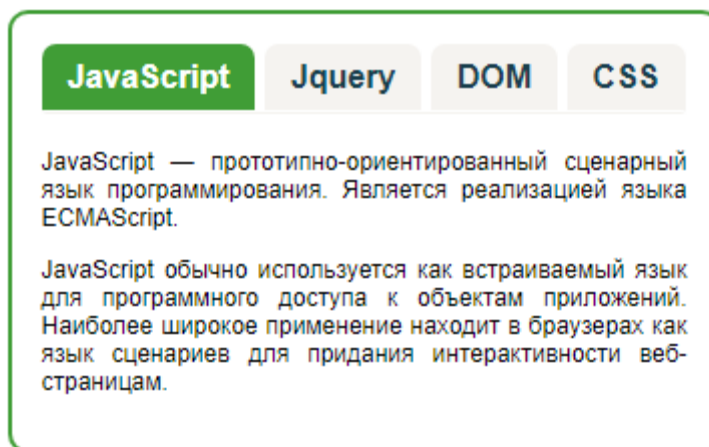 JavaScript Jquery DOM CSS
JavaScript — прототипно-ориентированный сценарный
язык программирования. Является реализацией языка
ECMAScript.
JavaScript обычно используется как встраиваемый язык
для программного доступа к объектам приложений.
Наиболее широкое применение находит в браузерах как
язык сценариев для придания интерактивности веб-
страницам.